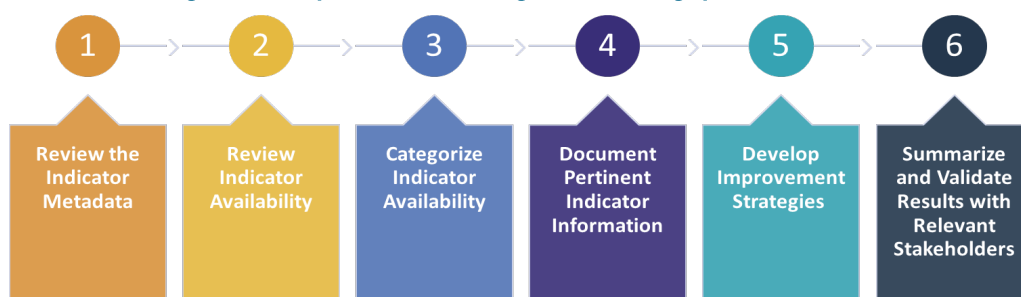 1
2
3
4
5
6
Review the
Indicator
Metadata
Review
Indicator
Availability
Categorize
Indicator
Availability
Document
Pertinent
Indicator
Information
Develop
Improvement
Strategies
Summarize
and Validate
Results with
Relevant
Stakeholders